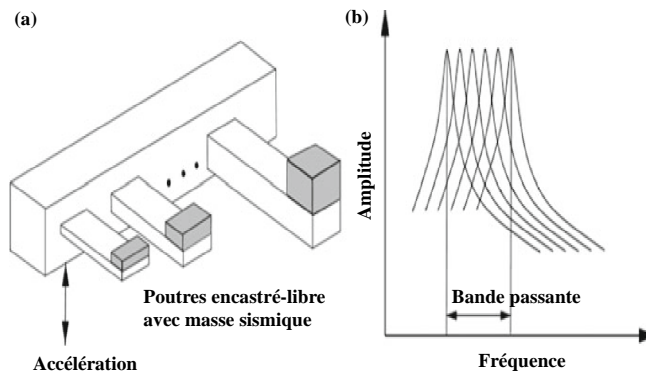 (a)
Poutres encastré-libre
avec masse sismique
Accélération
(b)
Amplitude
Bande passante
Fréquence